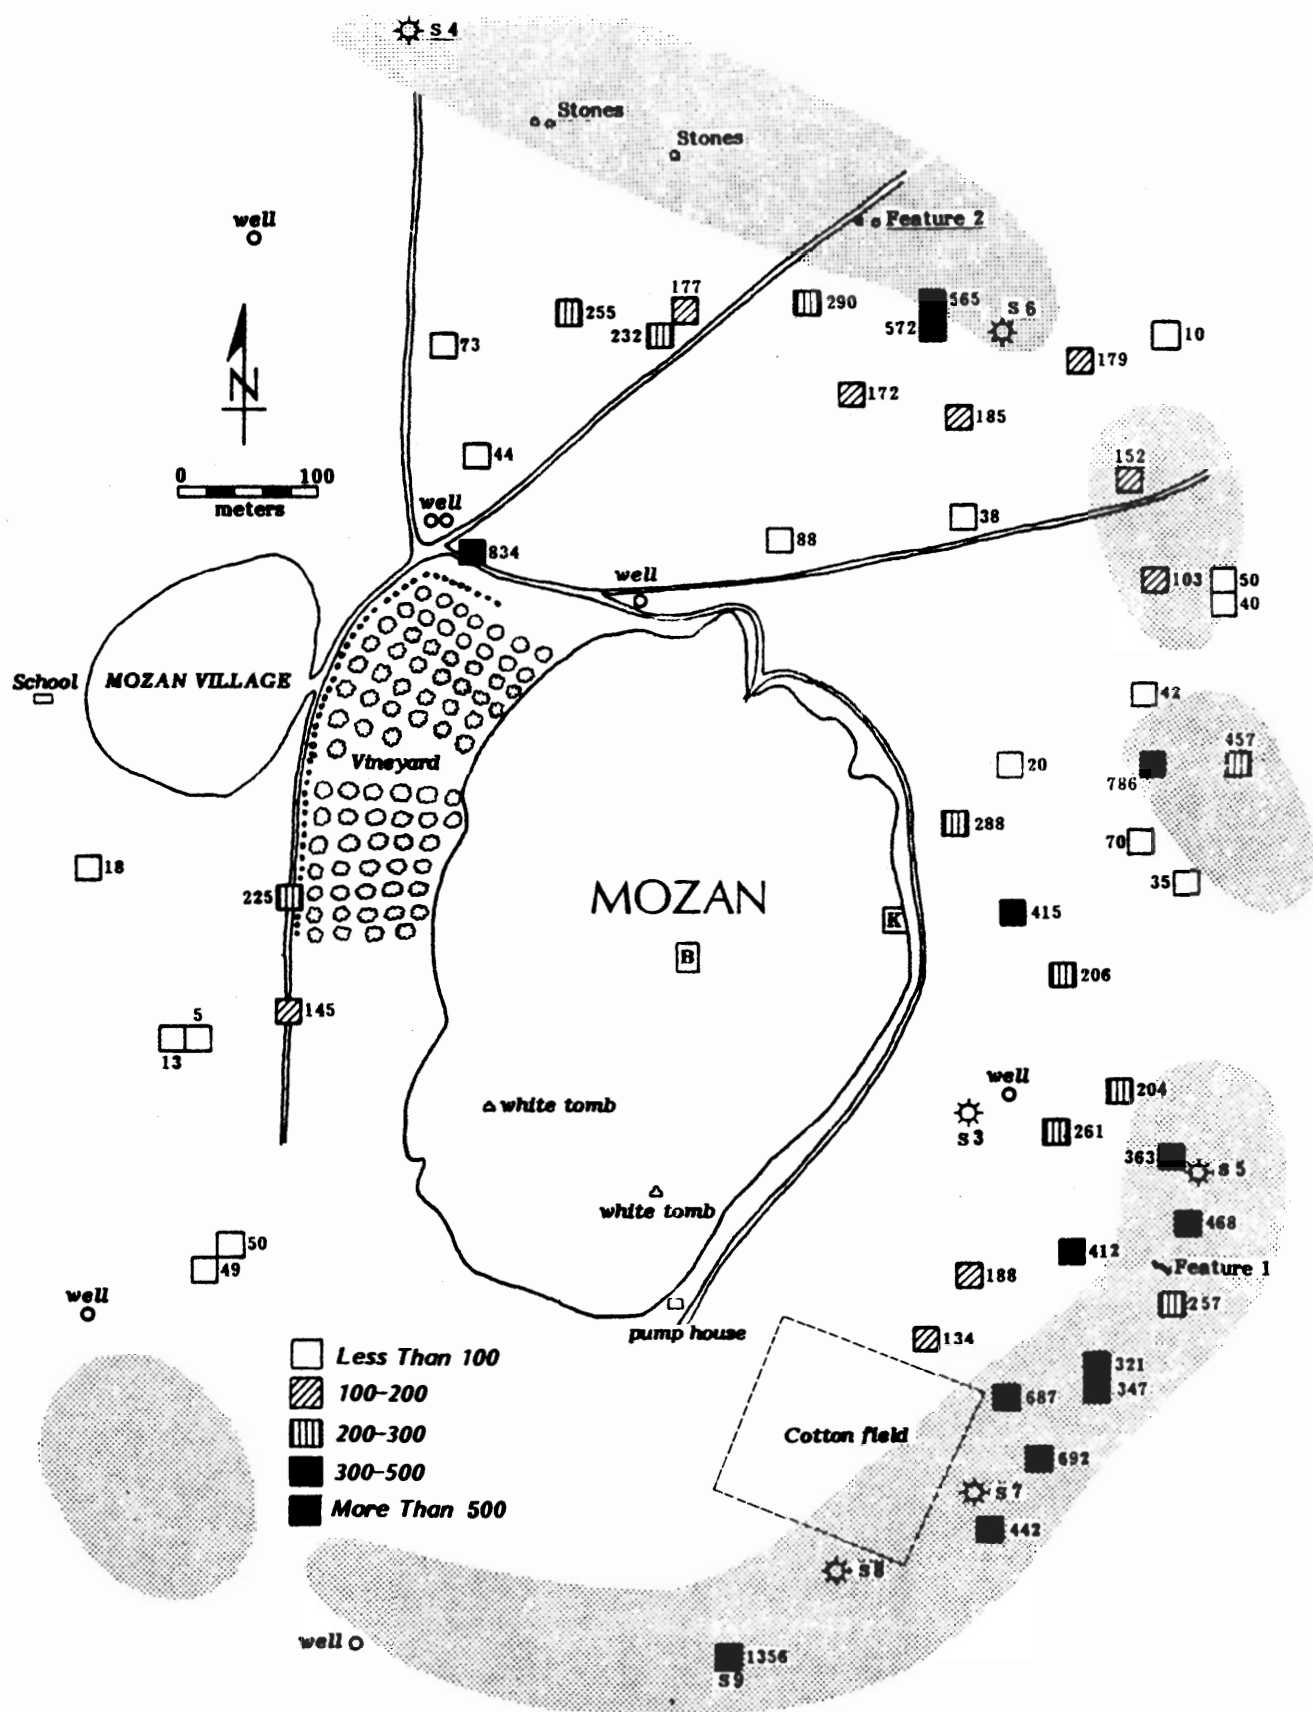 S 4
Stones
Stones
well
Feature 2
177
255
290
565
S 6
232
572
10
73
179
N
172
185
44
152
0 100
meters
well
38
834
88
well
103
50
40
School
MOZAN VILLAGE
42
457
Vineyard
20
786
288
70
18
35
225
MOZAN
415
K
B
206
145
5
13
well
204
white tomb
S 3
261
363
S 5
white tomb
468
50
412
49
188
Feature 1
well
257
pump house
134
Less Than 100
321
100-200
347
687
200-300
Cotton field
692
300-500
S 7
More Than 500
442
S 8
well
1356
S 9